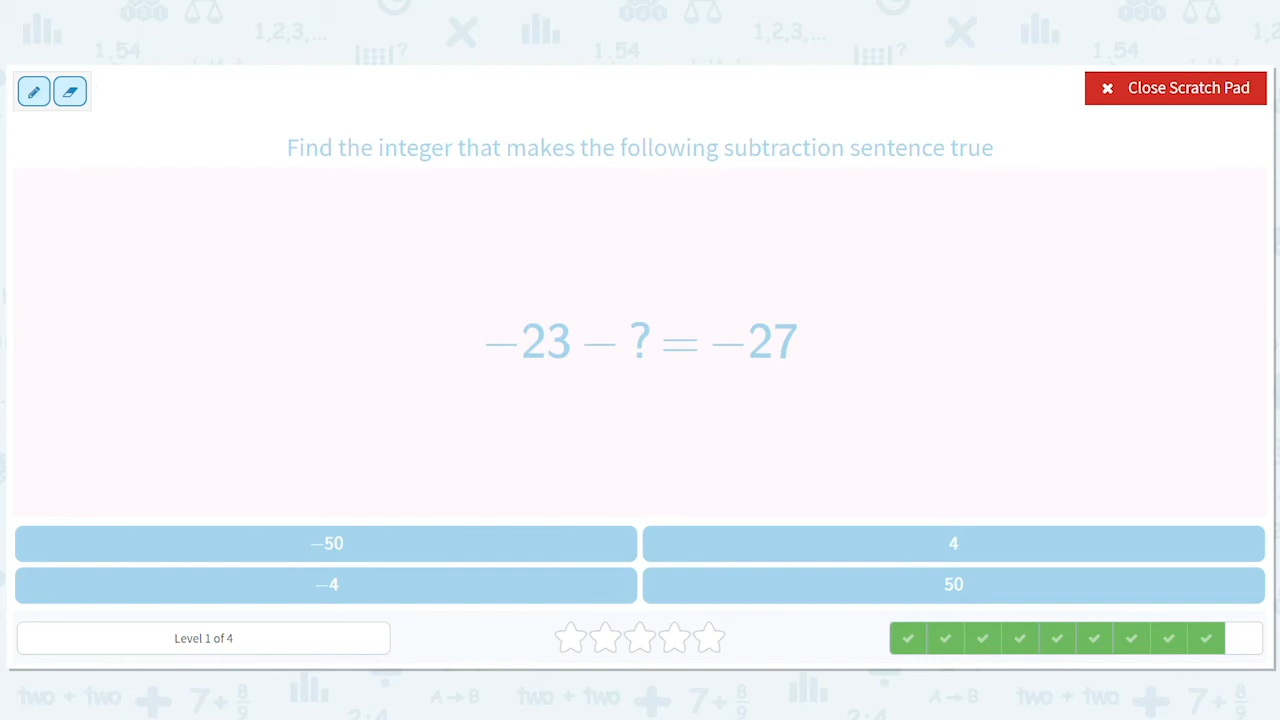 Close Scratch Pad
Find the integer that makes the following subtraction sentence true
−23 − ? = −27
−50
4
−4
50
Level 1 of 4